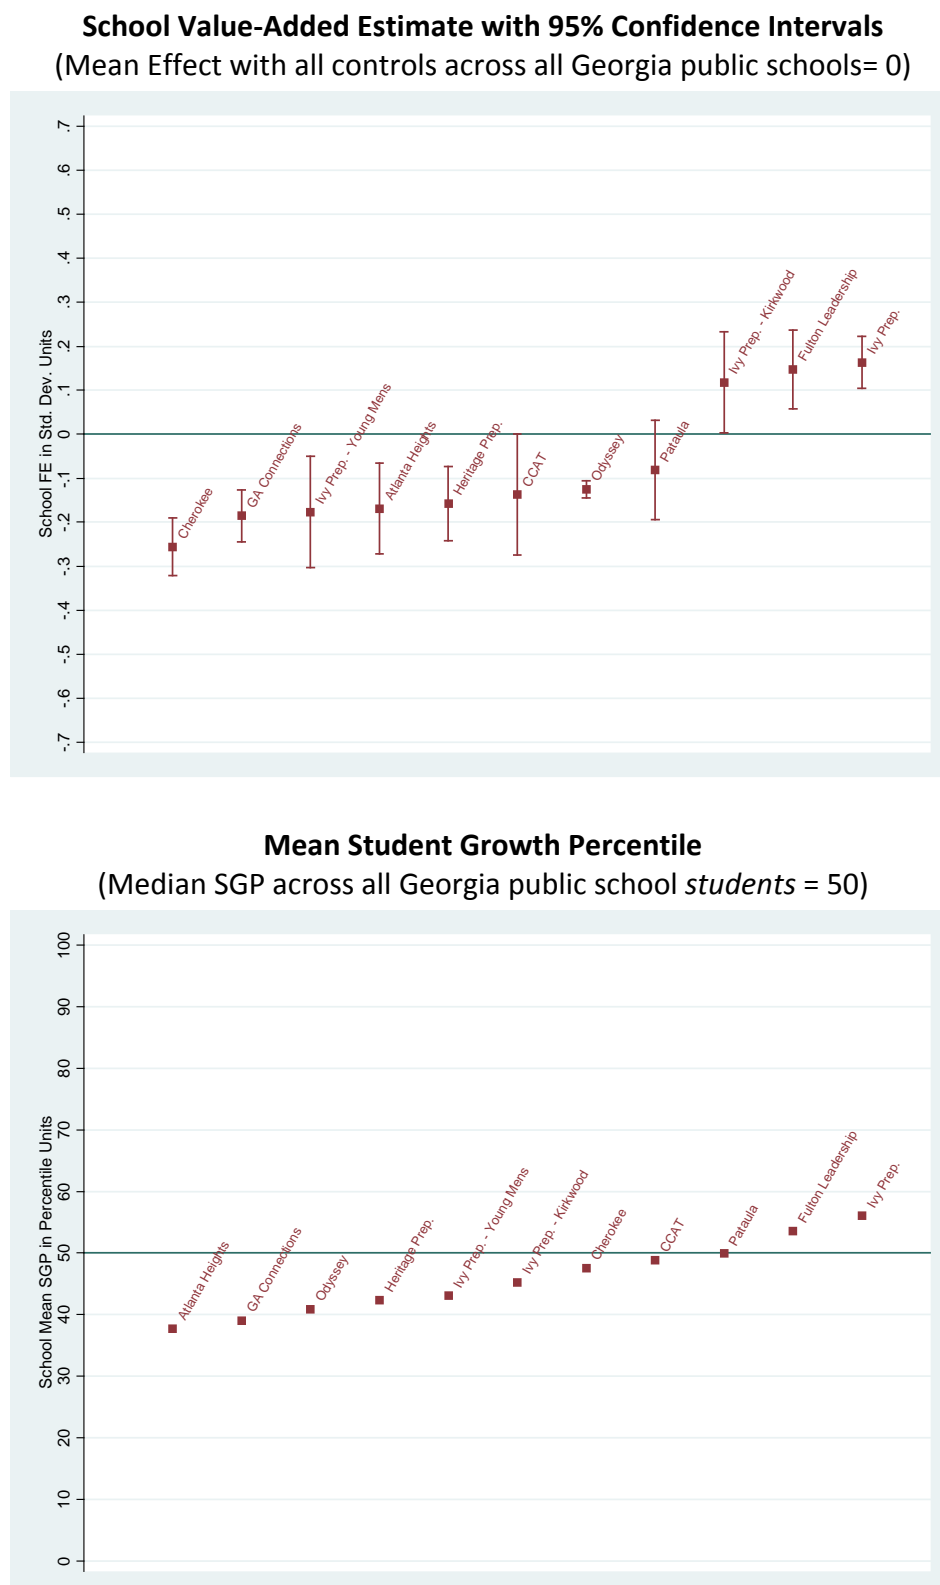 School Value-Added Estimate with 95% Confidence Intervals
(Mean Effect with all controls across all Georgia public schools= 0)
School FE in Std. Dev. Units
.7
.6
.5
.4
.3
.2
.1
0
-.1
-.2
-.3
-.4
-.5
-.6
-.7
Cherokee
GA Connections
Ivy Prep. - Young Mens
Atlanta Heights
Heritage Prep.
CCAT
Odyssey
Pataula
Ivy Prep. - Kirkwood
Fulton Leadership
Ivy Prep.
Mean Student Growth Percentile
(Median SGP across all Georgia public school students = 50)
School Mean SGP in Percentile Units
100
90
80
70
60
50
40
30
20
10
0
Atlanta Heights
GA Connections
Odyssey
Heritage Prep.
Ivy Prep. - Young Mens
Ivy Prep. - Kirkwood
Cherokee
CCAT
Pataula
Fulton Leadership
Ivy Prep.